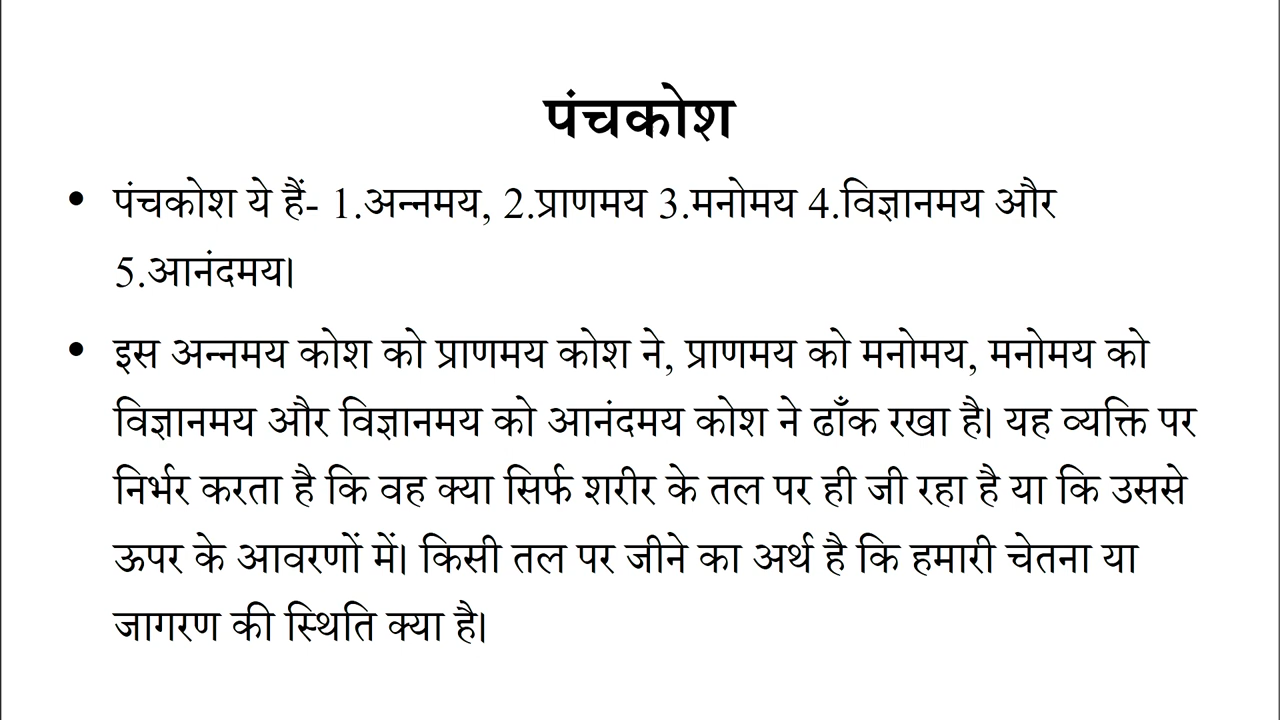 पंचकोश
• पंचकोश ये हैं- 1.अन्नमय, 2.प्राणमय 3.मनोमय 4.विज्ञानमय और
5.आनंदमय।
• इस अन्नमय कोश को प्राणमय कोश ने, प्राणमय को मनोमय, मनोमय को
विज्ञानमय और विज्ञानमय को आनंदमय कोश ने ढाँक रखा है। यह व्यक्ति पर
निर्भर करता है कि वह क्या सिर्फ शरीर के तल पर ही जी रहा है या कि उससे
ऊपर के आवरणों में। किसी तल पर जीने का अर्थ है कि हमारी चेतना या
जागरण की स्थिति क्या है।